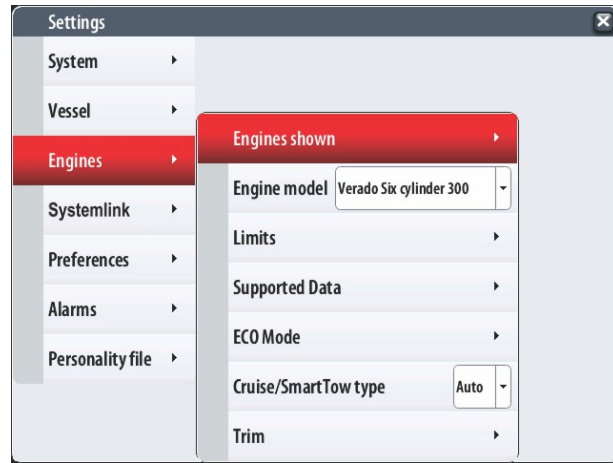 Settings
System
Vessel
Engines
Systemlink
Preferences
Alarms
Personality file
Engines shown
Engine model Verado Six cylinder 300
Limits
Supported Data
ECO Mode
Cruise/SmartTow type Auto
Trim